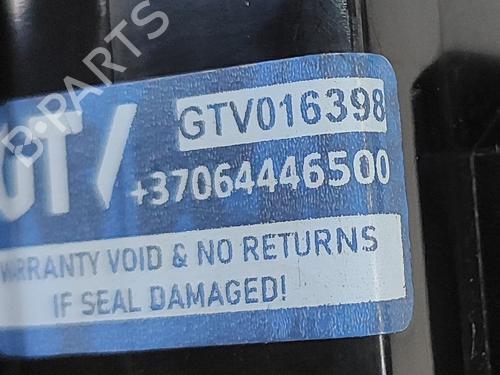 B-PARTS
GTV016398
+37064446500
WARRANTY VOID & NO RETURNS
IF SEAL DAMAGED!